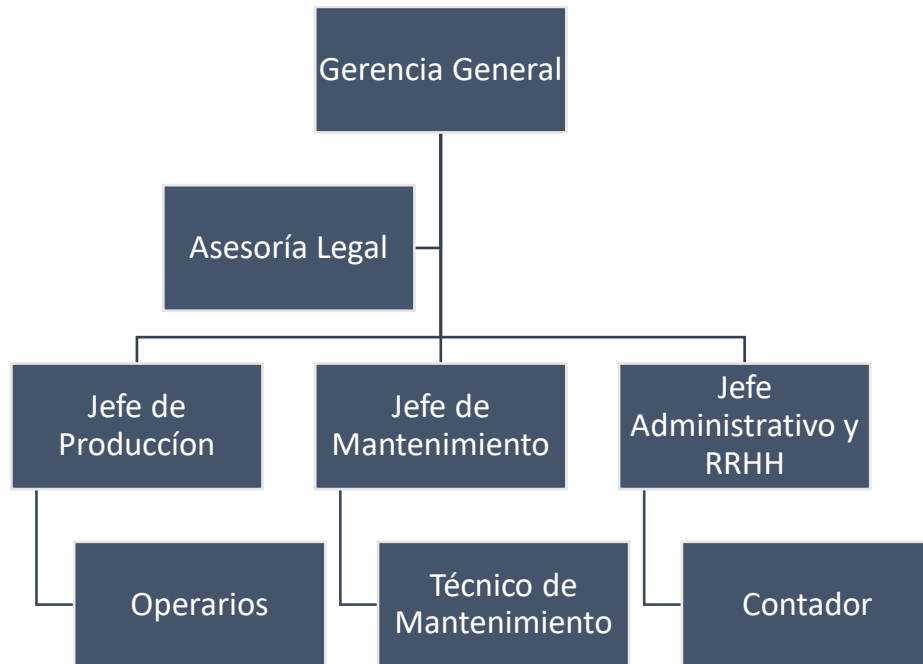 Gerencia General
Asesoría Legal
Jefe de
Produccíon
Jefe de
Mantenimiento
Jefe
Administrativo y
RRHH
Operarios
Técnico de
Mantenimiento
Contador